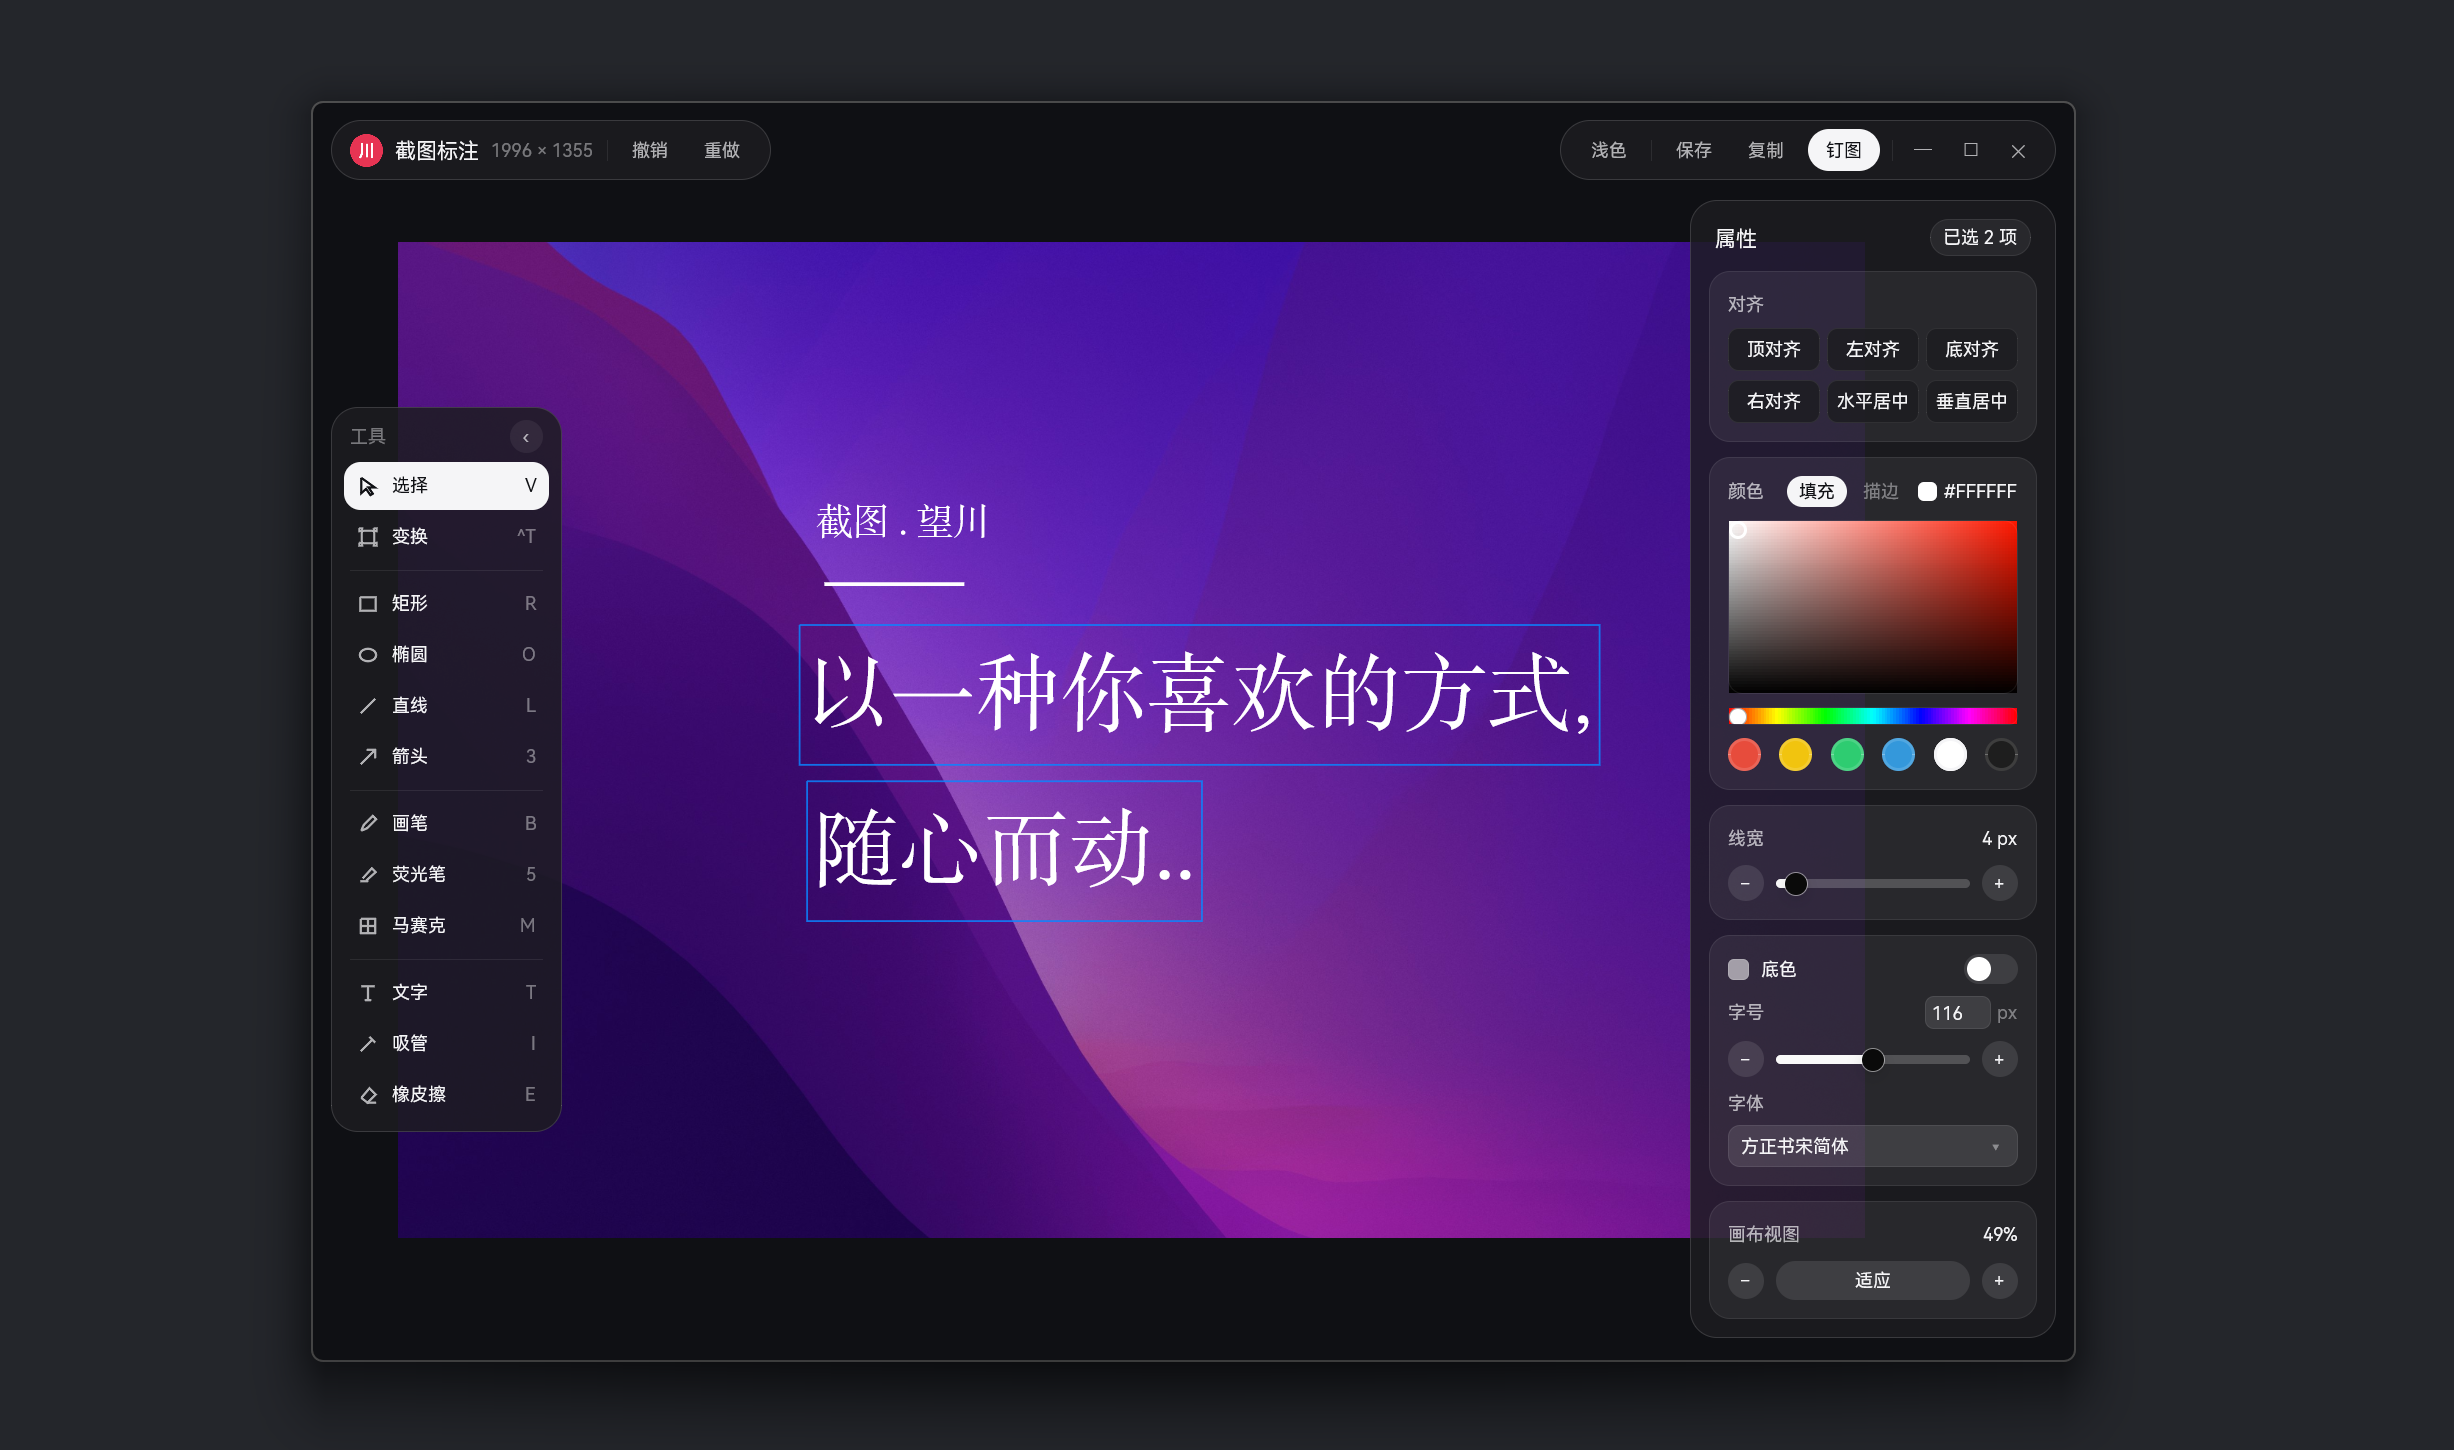 截图标注 1996 × 1355 撤销 重做
浅色 保存 复制 钉图
工具
选择 V
变换 ^T
矩形 R
椭圆 O
直线 L
箭头 3
画笔 B
荧光笔 5
马赛克 M
文字 T
吸管 I
橡皮擦 E
截图 . 望川
以一种你喜欢的方式,
随心而动..
属性 已选 2 项
对齐
顶对齐 左对齐 底对齐
右对齐 水平居中 垂直居中
颜色 填充 描边 #FFFFFF
线宽 4 px
底色
字号 116 px
字体
方正书宋简体
画布视图 49%
适应